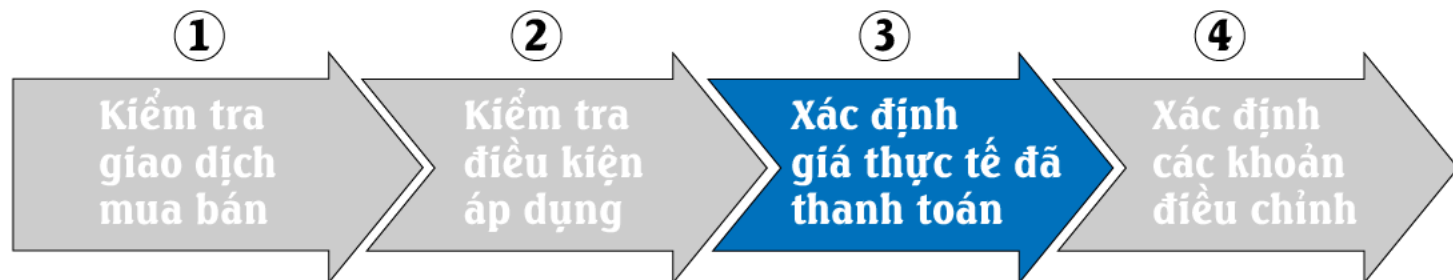 1
2
3
4
Kiểm tra
giao dịch
mua bán
Kiểm tra
điều kiện
áp dụng
Xác định
giá thực tế đã
thanh toán
Xác định
các khoản
điều chỉnh